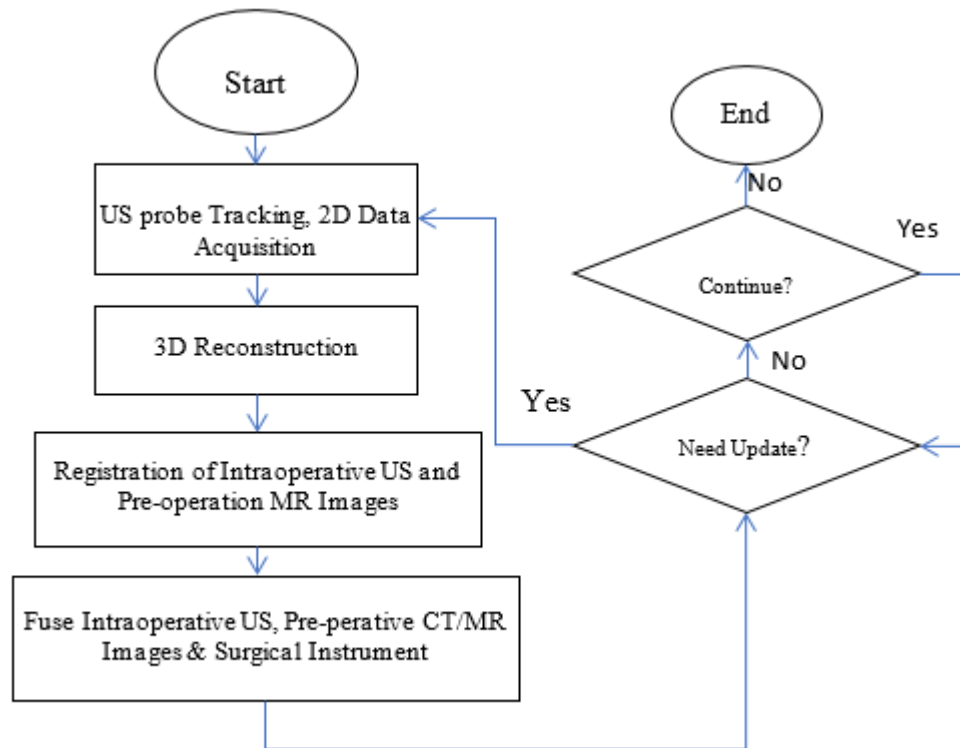 Start
US probe Tracking, 2D Data
Acquisition
3D Reconstruction
Registration of Intraoperative US and
Pre-operation MR Images
Fuse Intraoperative US, Pre-perative CT/MR
Images & Surgical Instrument
End
No
Yes
Continue?
No
Yes
Need Update?